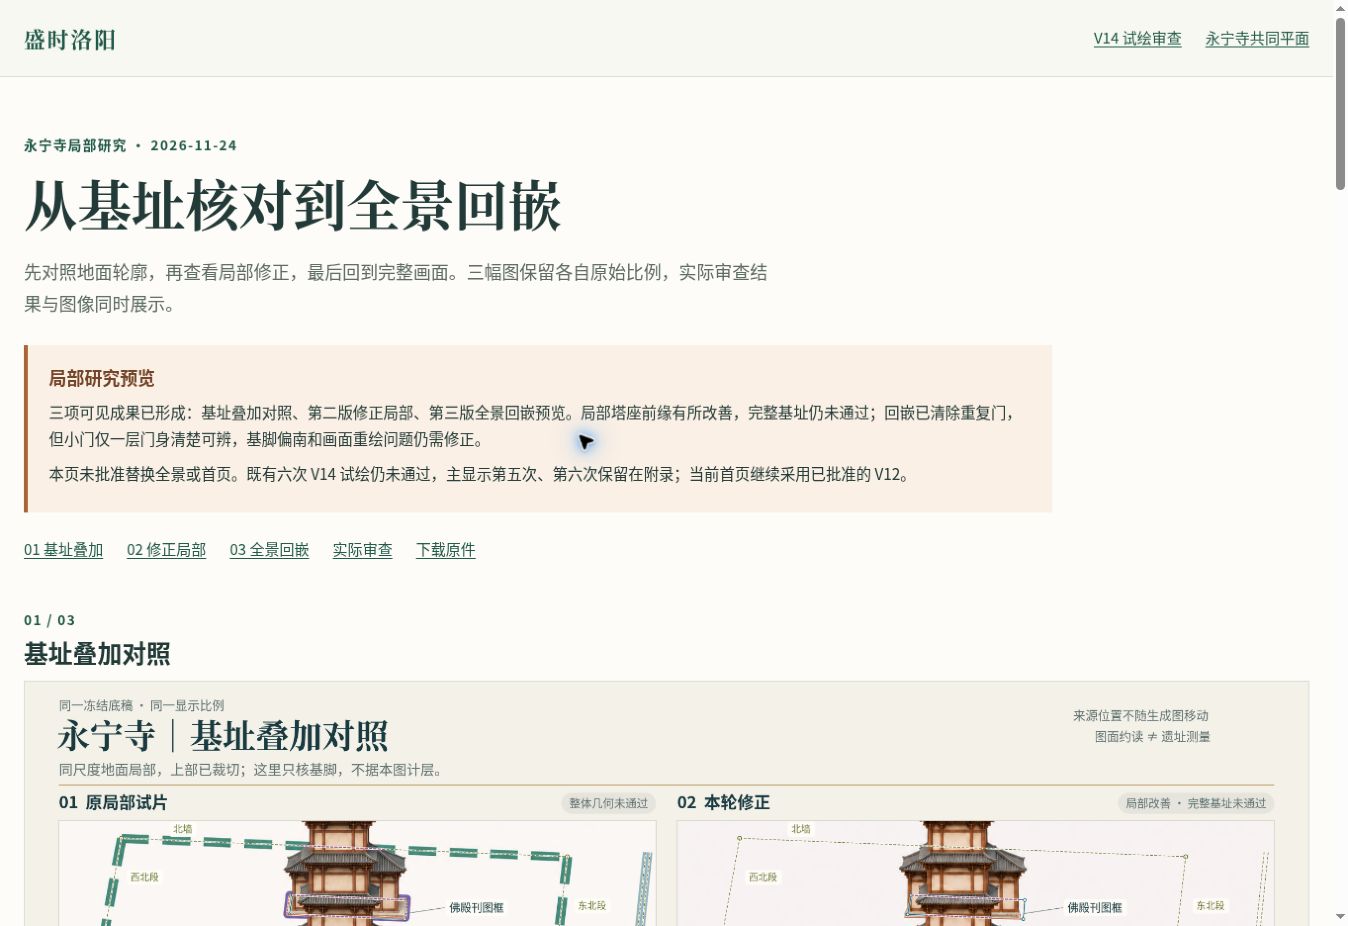 盛时洛阳
V14 试绘审查 永宁寺共同平面
永宁寺局部研究 · 2026-11-24
从基址核对到全景回嵌
先对照地面轮廓，再查看局部修正，最后回到完整画面。三幅图保留各自原始比例，实际审查结
果与图像同时展示。
局部研究预览
三项可见成果已形成：基址叠加对照、第二版修正局部、第三版全景回嵌预览。局部塔座前缘有所改善，完整基址仍未通过；回嵌已清除重复门，
但小门仅一层门身清楚可辨，基脚偏南和画面重绘问题仍需修正。
本页未批准替换全景或首页。既有六次 V14 试绘仍未通过，主显示第五次、第六次保留在附录；当前首页继续采用已批准的 V12。
01 基址叠加 02 修正局部 03 全景回嵌 实际审查 下载原件
01 / 03
基址叠加对照
同一冻结底稿 · 同一显示比例
永宁寺｜基址叠加对照
来源位置不随生成图移动
图面约读 ≠ 遗址测量
同尺度地面局部，上部已裁切；这里只核基脚，不据本图计层。
01 原局部试片 整体几何未通过
02 本轮修正 局部改善 · 完整基址未通过
北墙
西北段
佛殿刊图框
东北段
北墙
西北段
佛殿刊图框
东北段